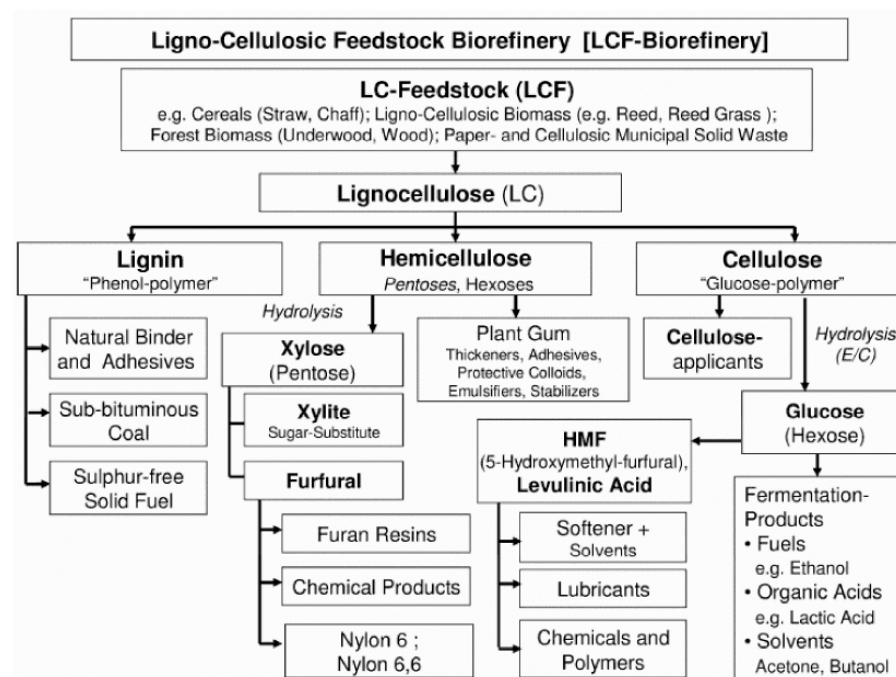 Ligno-Cellulosic Feedstock Biorefinery [LCF-Biorefinery]
LC-Feedstock (LCF)
e.g. Cereals (Straw, Chaff); Ligno-Cellulosic Biomass (e.g. Reed, Reed Grass );
Forest Biomass (Underwood, Wood); Paper- and Cellulosic Municipal Solid Waste
Lignocellulose (LC)
Lignin
"Phenol-polymer"
Hemicellulose
Pentoses, Hexoses
Cellulose
"Glucose-polymer"
Natural Binder
and Adhesives
Sub-bituminous
Coal
Sulphur-free
Solid Fuel
Hydrolysis
Xylose
(Pentose)
Xylite
Sugar-Substitute
Furfural
Furan Resins
Chemical Products
Nylon 6 ;
Nylon 6,6
Plant Gum
Thickeners, Adhesives,
Protective Colloids,
Emulsifiers, Stabilizers
Cellulose-
applicants
Hydrolysis
(E/C)
Glucose
(Hexose)
HMF
(5-Hydroxymethyl-furfural),
Levulinic Acid
Softener +
Solvents
Lubricants
Chemicals and
Polymers
Fermentation-
Products
• Fuels
e.g. Ethanol
• Organic Acids
e.g. Lactic Acid
• Solvents
Acetone, Butanol